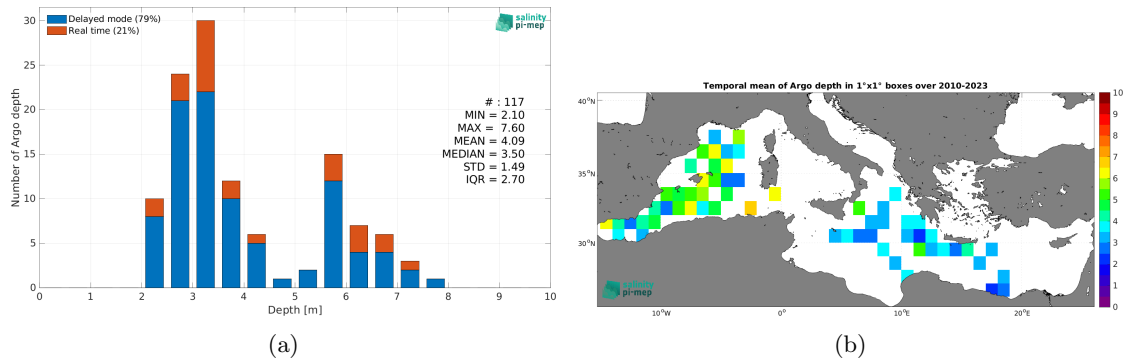 Delayed mode (79%)
Real time (21%)
salinity
pi-mep
Number of Argo depth
30
25
20
15
10
5
0
# : 117
MIN = 2.10
MAX = 7.60
MEAN = 4.09
MEDIAN = 3.50
STD = 1.49
IQR = 2.70
0 1 2 3 4 5 6 7 8 9 10
Depth [m]
(a)
Temporal mean of Argo depth in 1°x1° boxes over 2010-2023
40°N
35°N
30°N
10°W 0° 10°E 20°E
10
9
8
7
6
5
4
3
2
1
0
salinity
pi-mep
(b)